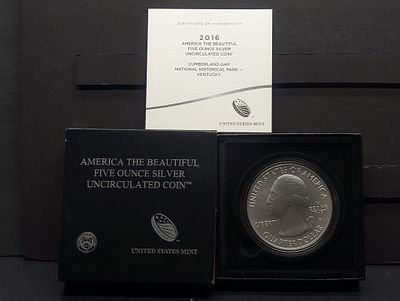 CERTIFICATE OF AUTHENTICITY
2016
AMERICA THE BEAUTIFUL
FIVE OUNCE SILVER
UNCIRCULATED COIN™
CUMBERLAND GAP
NATIONAL HISTORICAL PARK –
KENTUCKY
UNITED STATES MINT
AMERICA THE BEAUTIFUL
FIVE OUNCE SILVER
UNCIRCULATED COIN™
UNITED STATES MINT
UNITED STATES OF AMERICA
LIBERTY
QUARTER DOLLAR